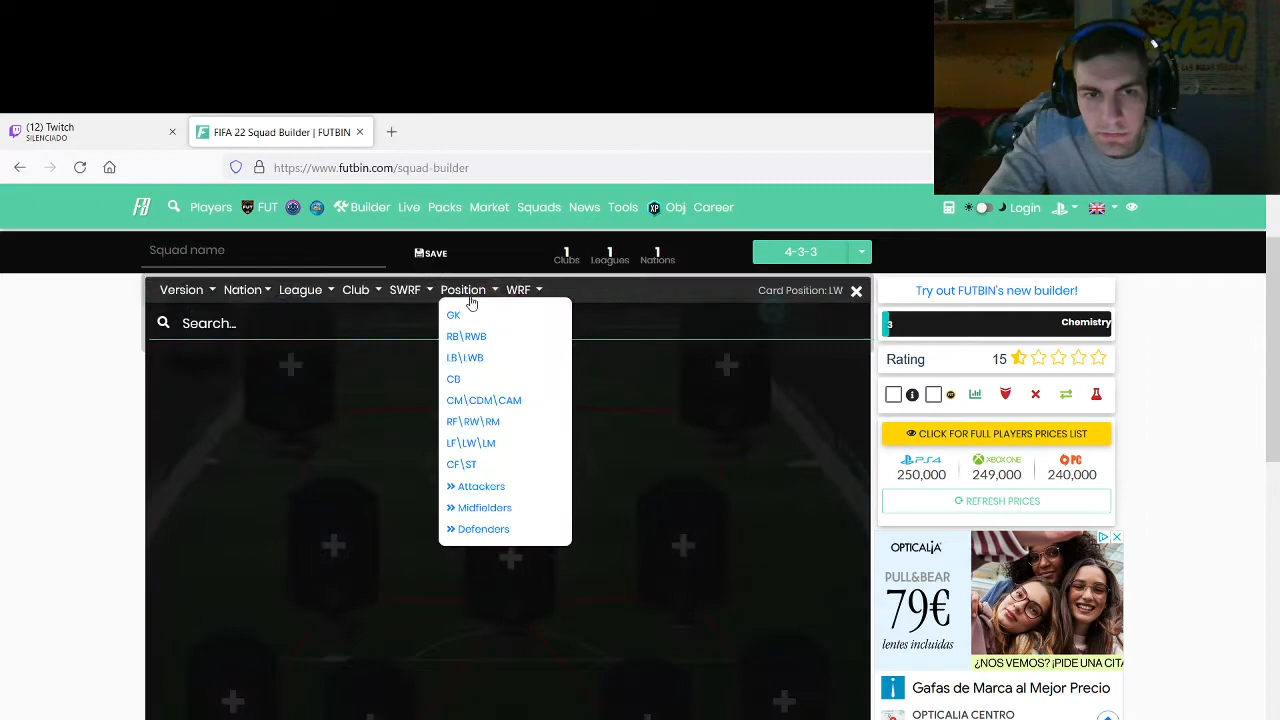 han
(12) Twitch
SILENCIADO
FIFA 22 Squad Builder | FUTBIN
https://www.futbin.com/squad-builder
Players FUT Builder Live Packs Market Squads News Tools XP Obj Career Login
Squad name
SAVE
1 Clubs
1 Leagues
1 Nations
4-3-3
Version Nation League Club SWRF Position WRF Card Position: LW
Search...
GK
RB\RWB
LB\LWB
CB
CM\CDM\CAM
RF\RW\RM
LF\LW\LM
CF\ST
Attackers
Midfielders
Defenders
Try out FUTBIN's new builder!
3 Chemistry
Rating 15
CLICK FOR FULL PLAYERS PRICES LIST
PS4 XBOX ONE PC
250,000 249,000 240,000
REFRESH PRICES
OPTICALIA
PULL&BEAR
79€
lentes incluidas
¿NOS VEMOS? ¡PIDE UNA CITA
Gafas de Marca al Mejor Precio
OPTICALIA CENTRO